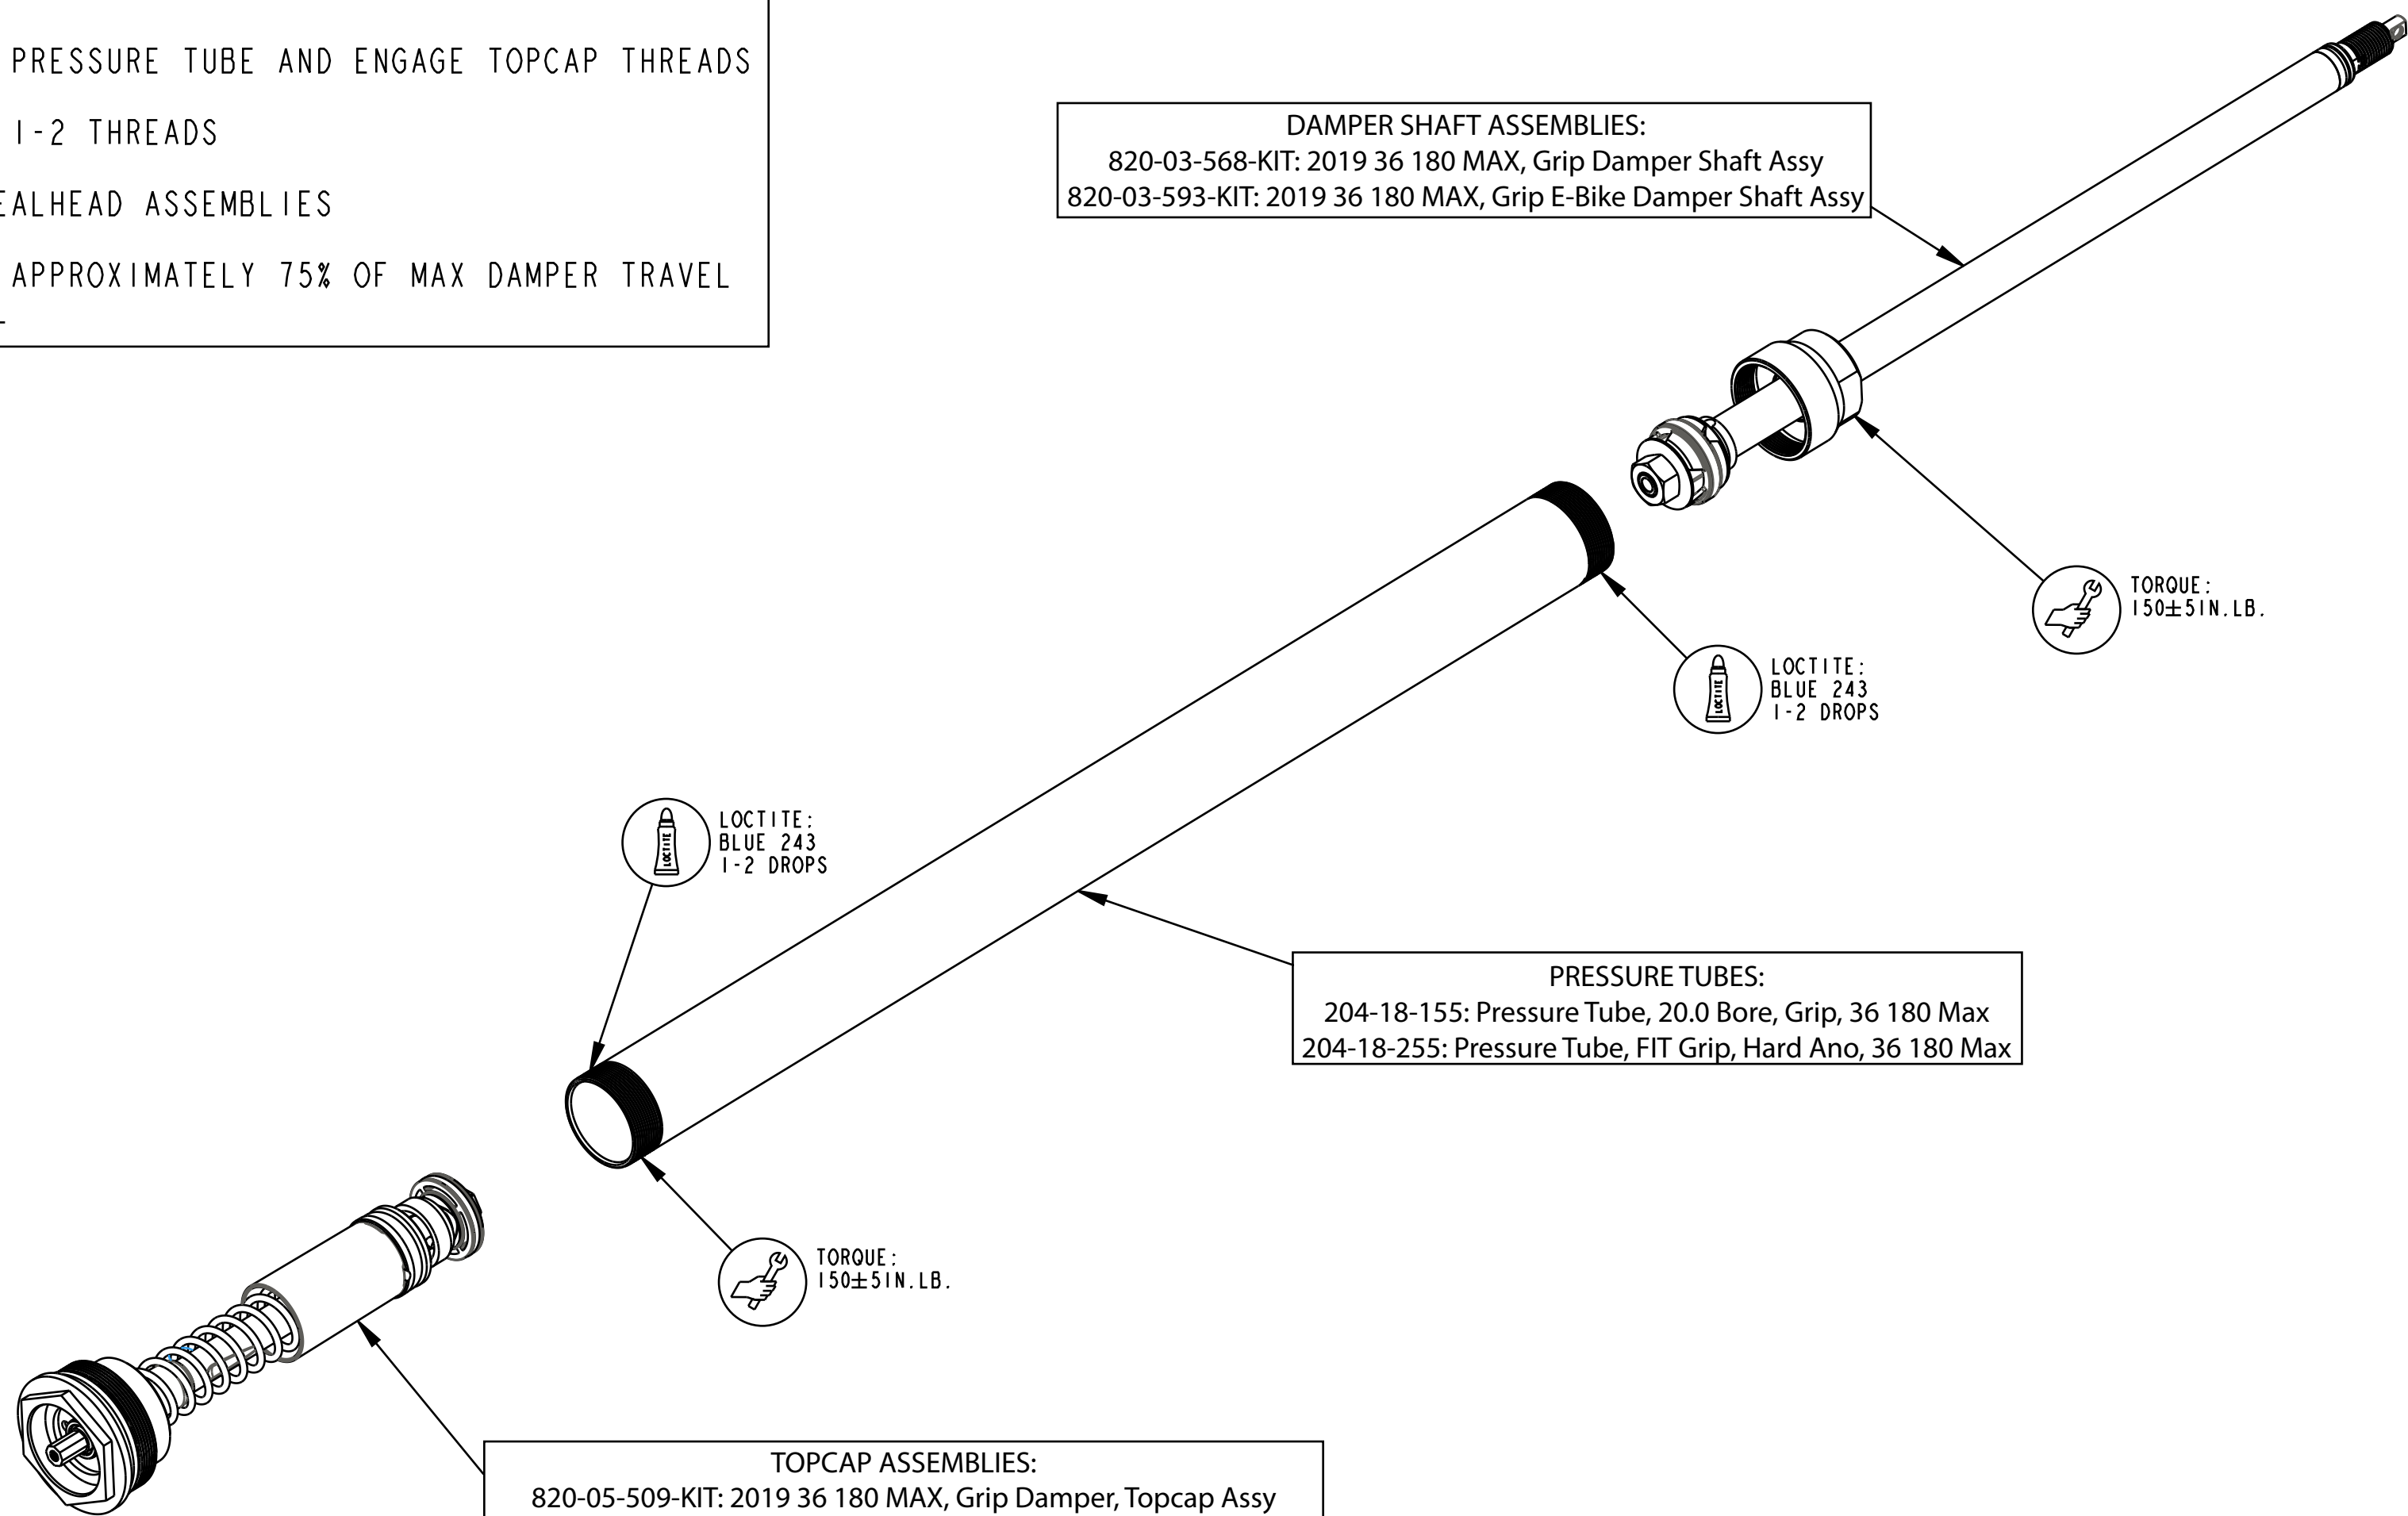 PRESSURE TUBE AND ENGAGE TOPCAP THREADS
1-2 THREADS
EALHEAD ASSEMBLIES
APPROXIMATELY 75% OF MAX DAMPER TRAVEL
DAMPER SHAFT ASSEMBLIES:
820-03-568-KIT: 2019 36 180 MAX, Grip Damper Shaft Assy
820-03-593-KIT: 2019 36 180 MAX, Grip E-Bike Damper Shaft Assy
TORQUE:
150±5IN.LB.
LOCTITE
LOCTITE:
BLUE 243
1-2 DROPS
LOCTITE
LOCTITE:
BLUE 243
1-2 DROPS
PRESSURE TUBES:
204-18-155: Pressure Tube, 20.0 Bore, Grip, 36 180 Max
204-18-255: Pressure Tube, FIT Grip, Hard Ano, 36 180 Max
TORQUE:
150±5IN.LB.
TOPCAP ASSEMBLIES:
820-05-509-KIT: 2019 36 180 MAX, Grip Damper, Topcap Assy